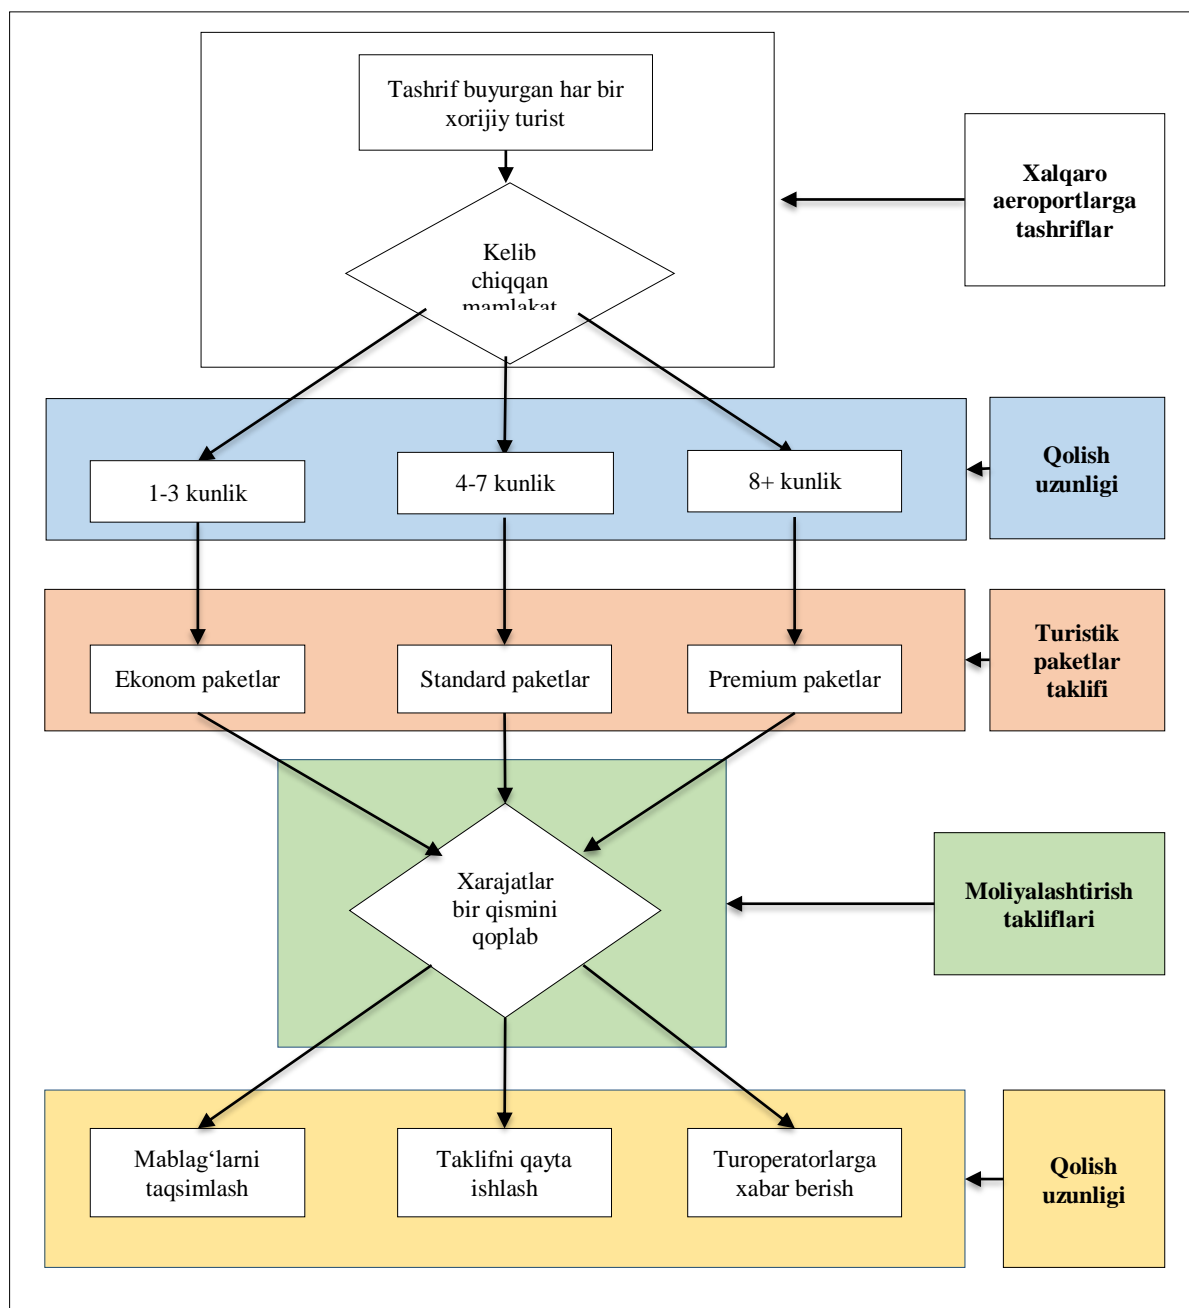 Tashrif buyurgan har bir
xorijiy turist
Xalqaro
aeroportlarga
tashriflar
Kelib
chiqqan
mamlakat
Qolish
uzunligi
1-3 kunlik
4-7 kunlik
8+ kunlik
Turistik
paketlar
taklifi
Ekonom paketlar
Standard paketlar
Premium paketlar
Xarajatlar
bir qismini
qoplab
Moliyalashtirish
takliflari
Mablag‘larni
taqsimlash
Taklifni qayta
ishlash
Turoperatorlarga
xabar berish
Qolish
uzunligi